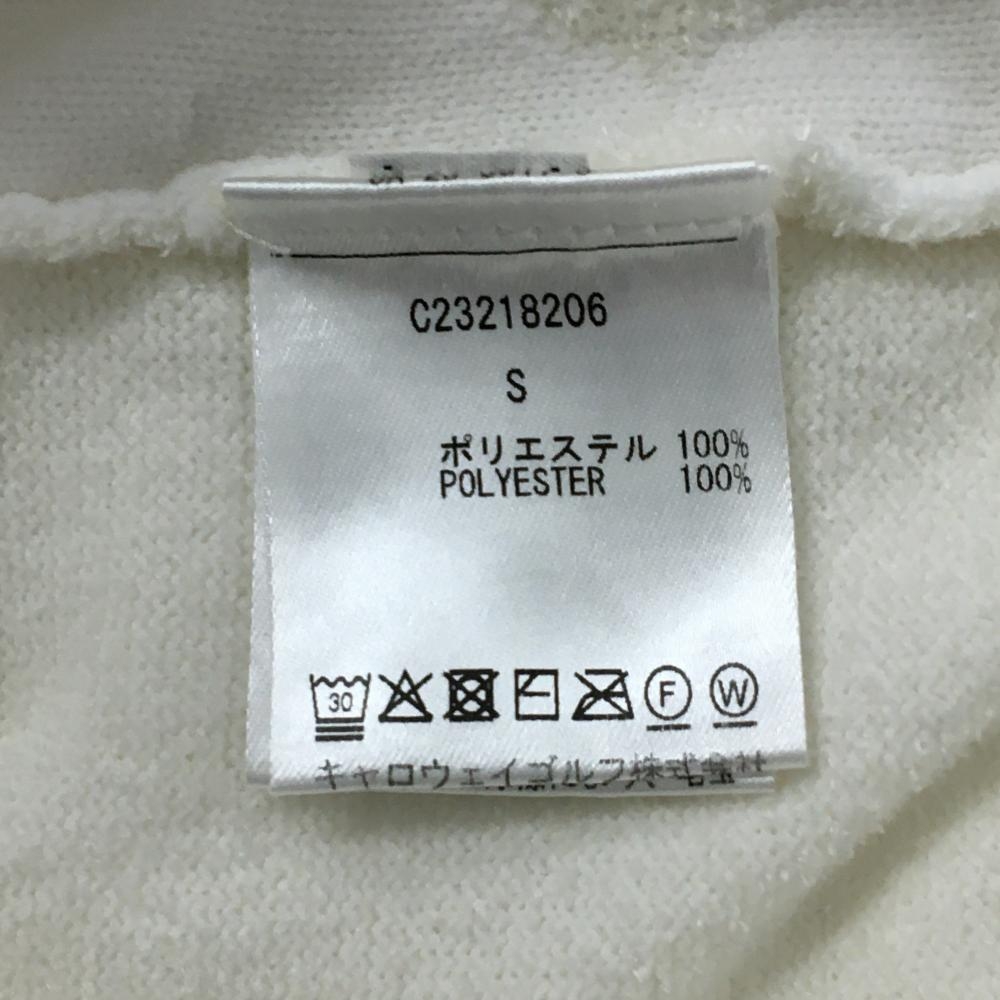 C23218206
S
ポリエステル 100%
POLYESTER 100%
30 F W
キャロウェイゴルフ株式会社